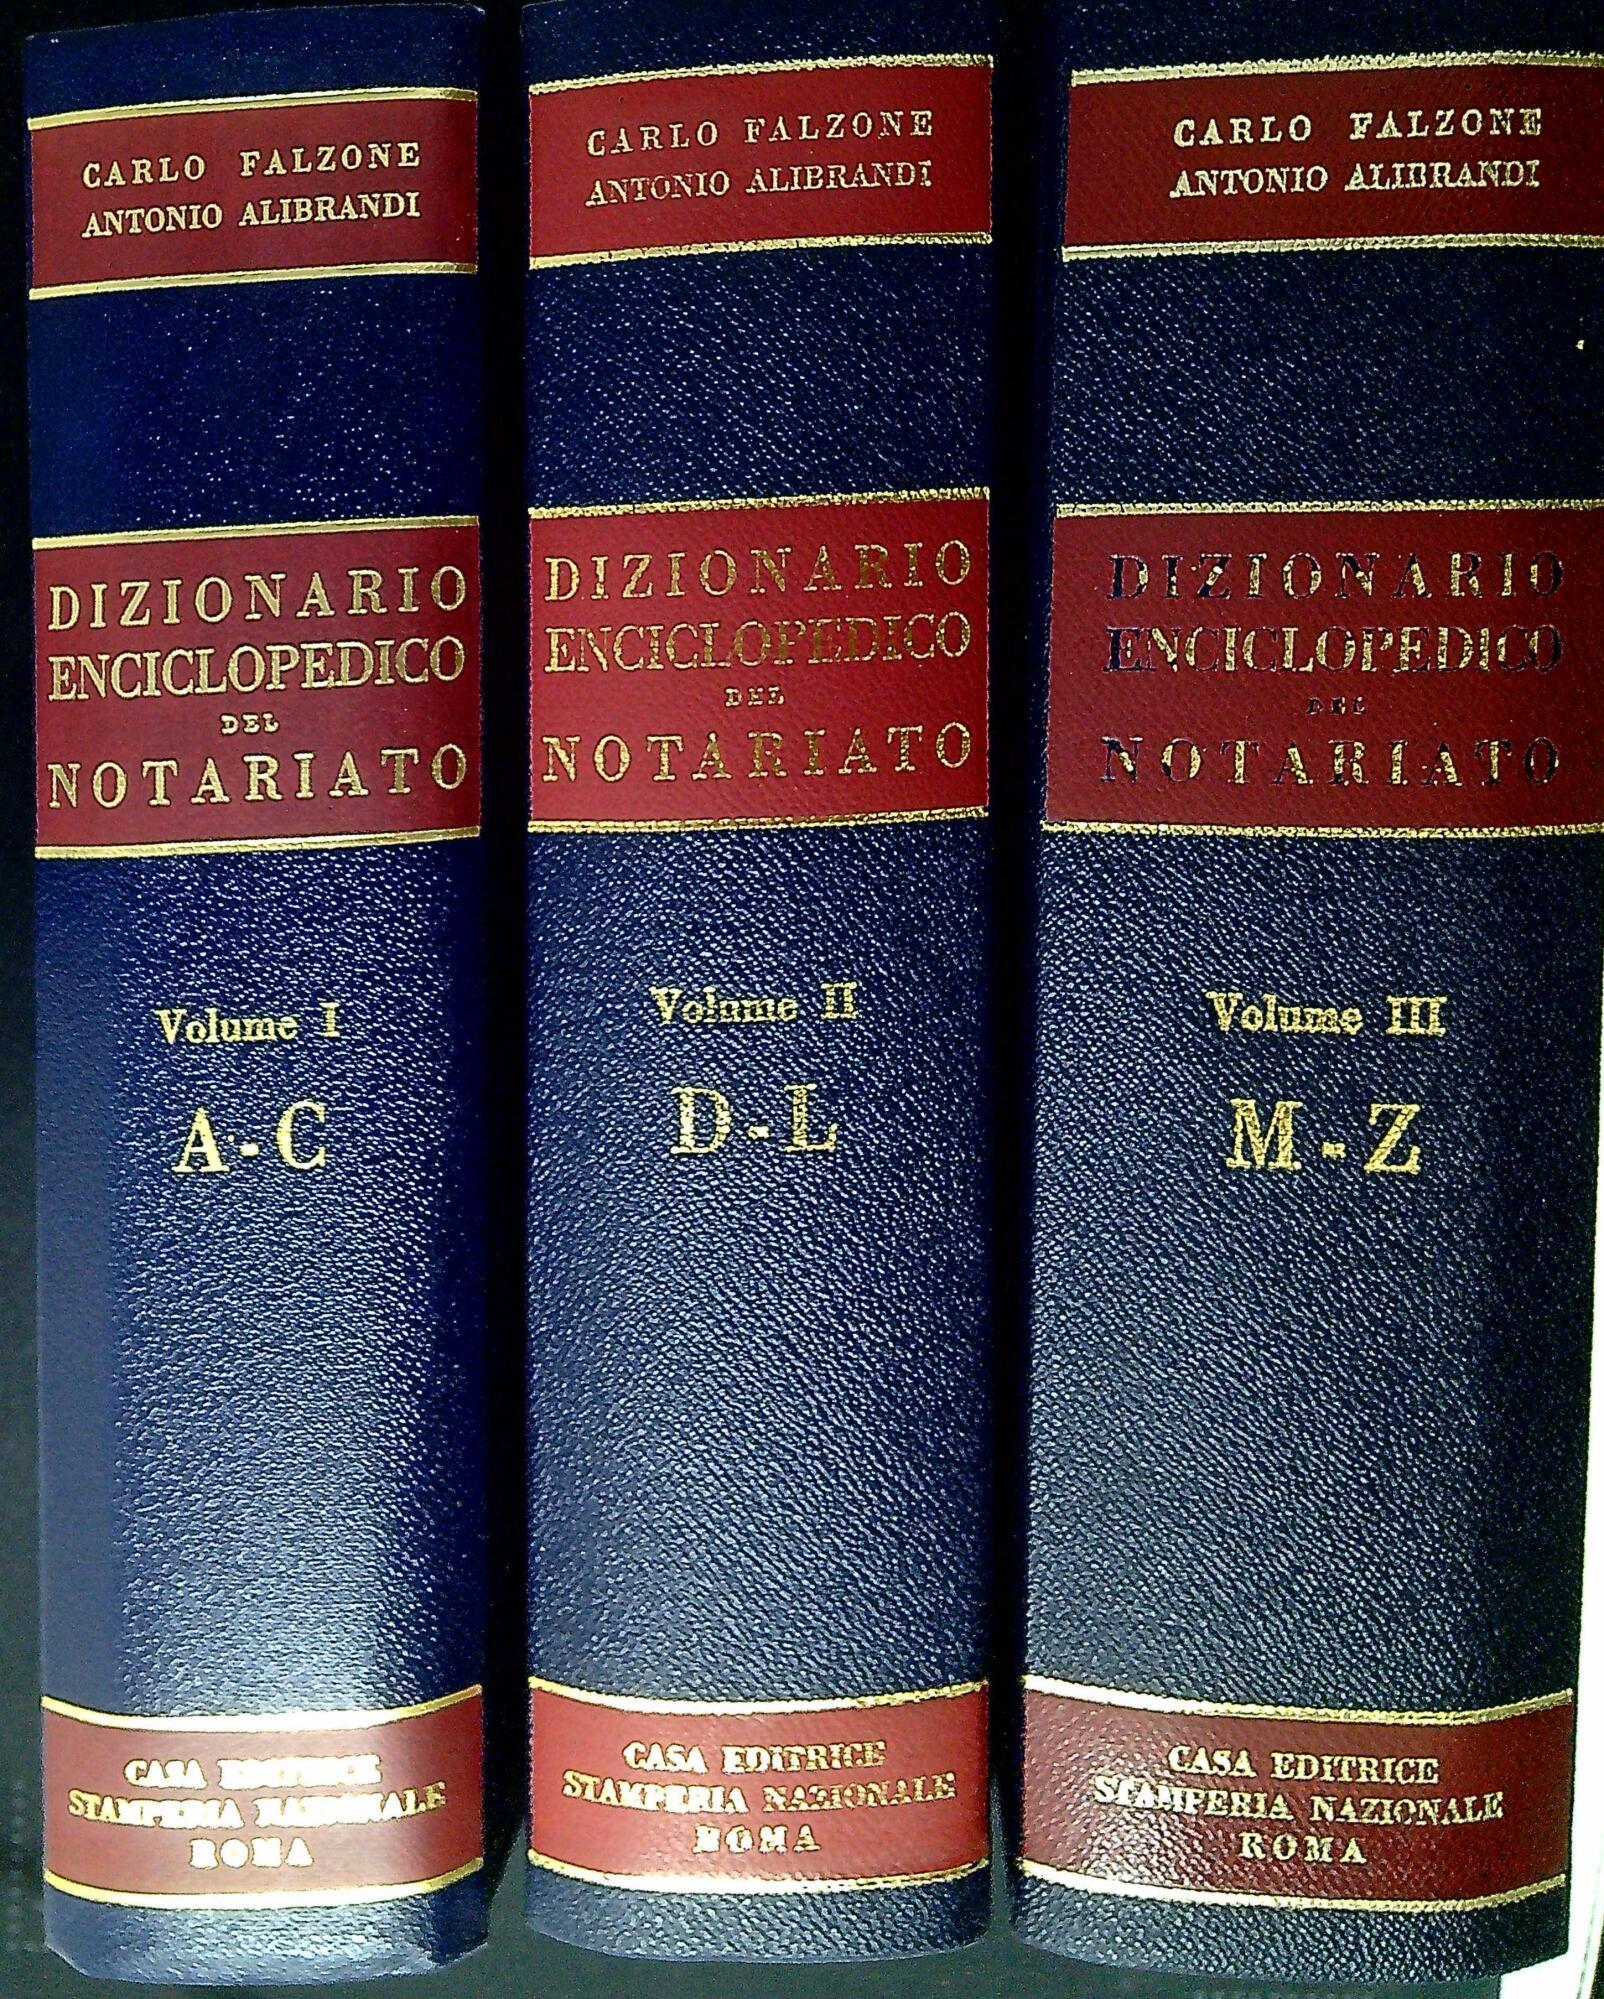 CARLO FALZONE
ANTONIO ALIBRANDI
DIZIONARIO
ENCICLOPEDICO
DEL
NOTARIATO
Volume I
A-C
CASA EDITRICE
STAMPERIA NAZIONALE
ROMA
CARLO FALZONE
ANTONIO ALIBRANDI
DIZIONARIO
ENCICLOPEDICO
DEL
NOTARIATO
Volume II
D-L
CASA EDITRICE
STAMPERIA NAZIONALE
ROMA
CARLO FALZONE
ANTONIO ALIBRANDI
DIZIONARIO
ENCICLOPEDICO
DEL
NOTARIATO
Volume III
M-Z
CASA EDITRICE
STAMPERIA NAZIONALE
ROMA